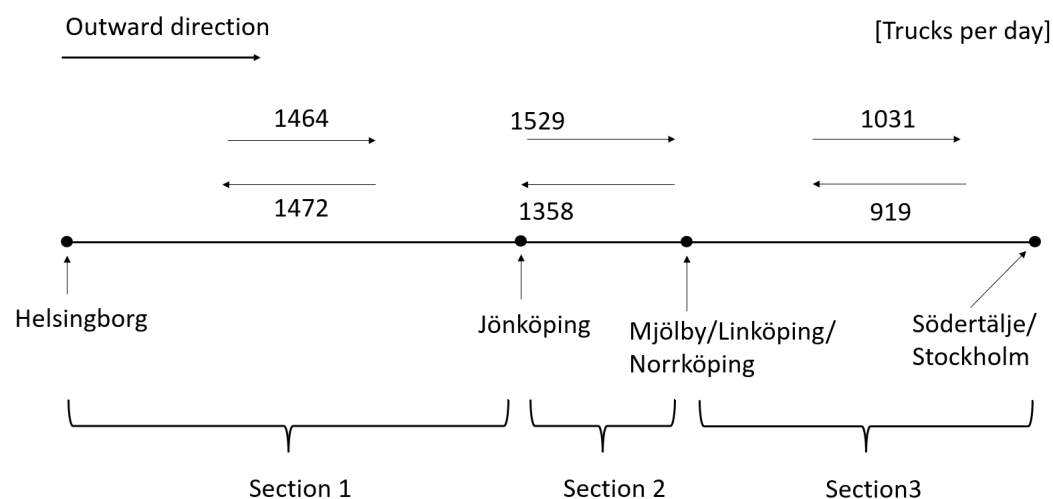 Outward direction
[Trucks per day]
1464
1529
1031
1472
1358
919
Helsingborg
Jönköping
Mjölby/Linköping/
Norrköping
Södertälje/
Stockholm
Section 1
Section 2
Section3